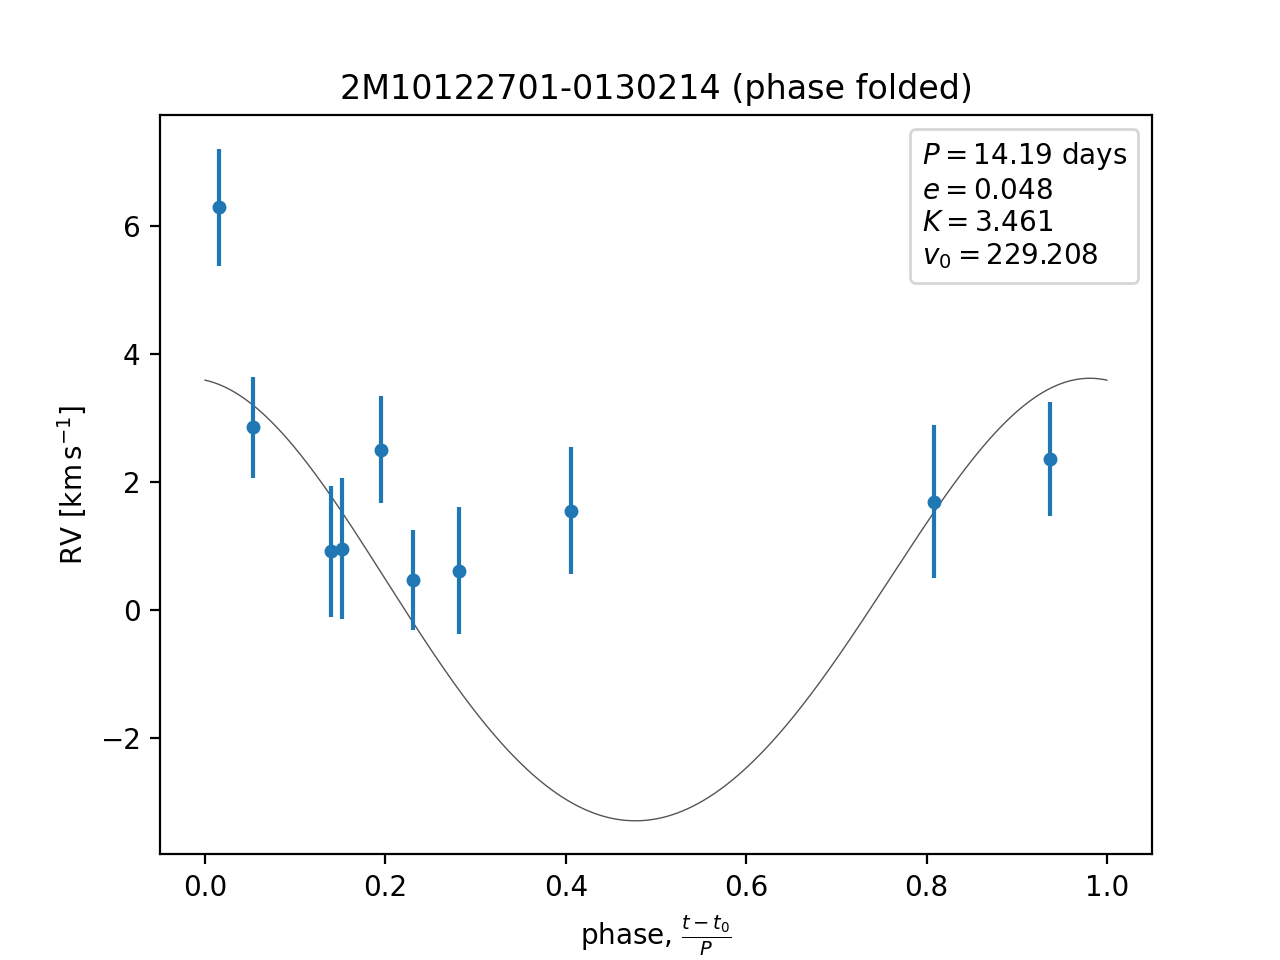 2M10122701-0130214 (phase folded)
P = 14.19 days
e = 0.048
K = 3.461
v₀ = 229.208
6
4
2
0
−2
RV [km s⁻¹]
0.0 0.2 0.4 0.6 0.8 1.0
phase, (t − t₀)/P